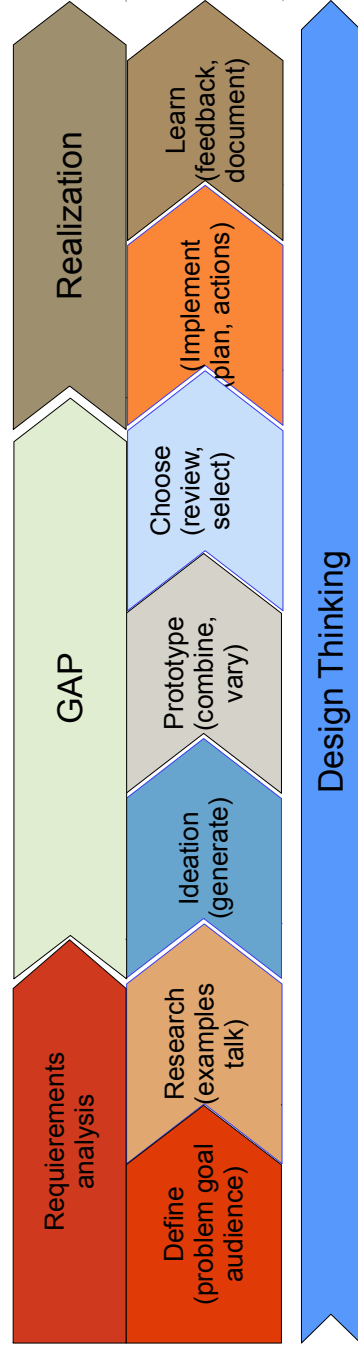 Requierements
analysis
GAP
Realization
Define
(problem goal
audience)
Research
(examples
talk)
Ideation
(generate)
Prototype
(combine,
vary)
Choose
(review,
select)
(Implement
plan, actions)
Learn
(feedback,
document)
Design Thinking